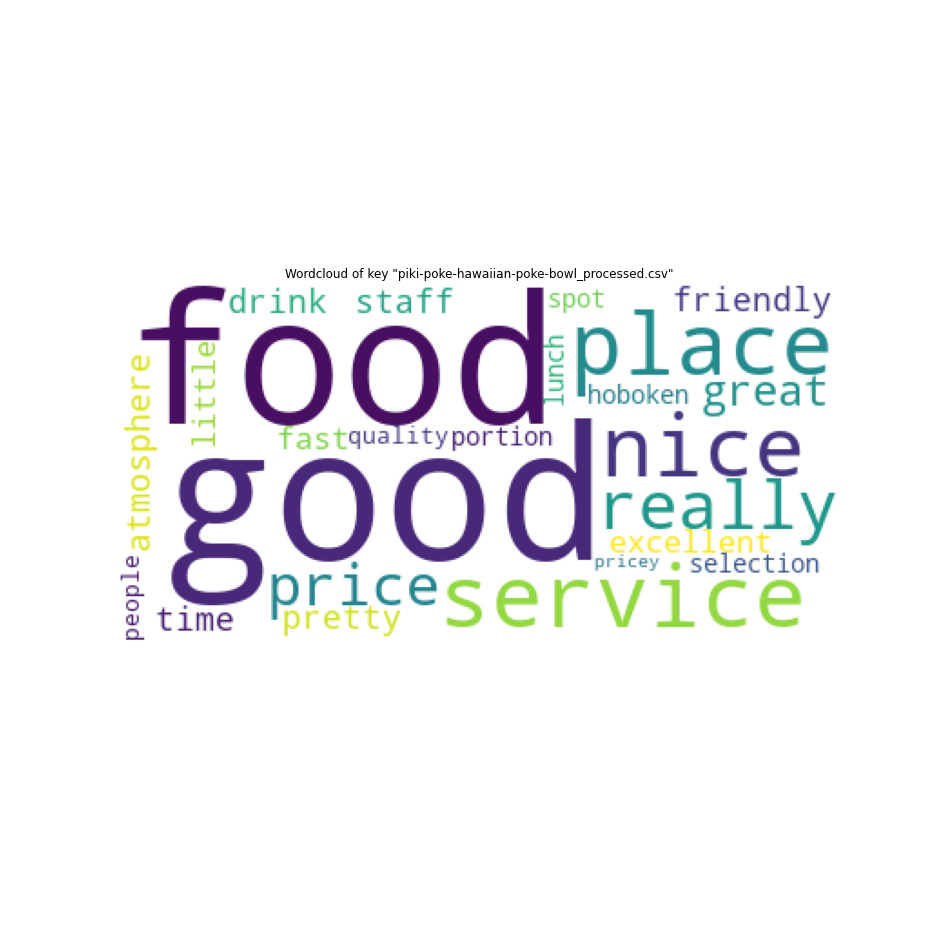 Wordcloud of key "piki-poke-hawaiian-poke-bowl_processed.csv"
food
drink
staff
spot
friendly
place
little
lunch
atmosphere
hoboken
great
fast
quality
portion
good
nice
really
excellent
pricey
selection
people
price
service
time
pretty